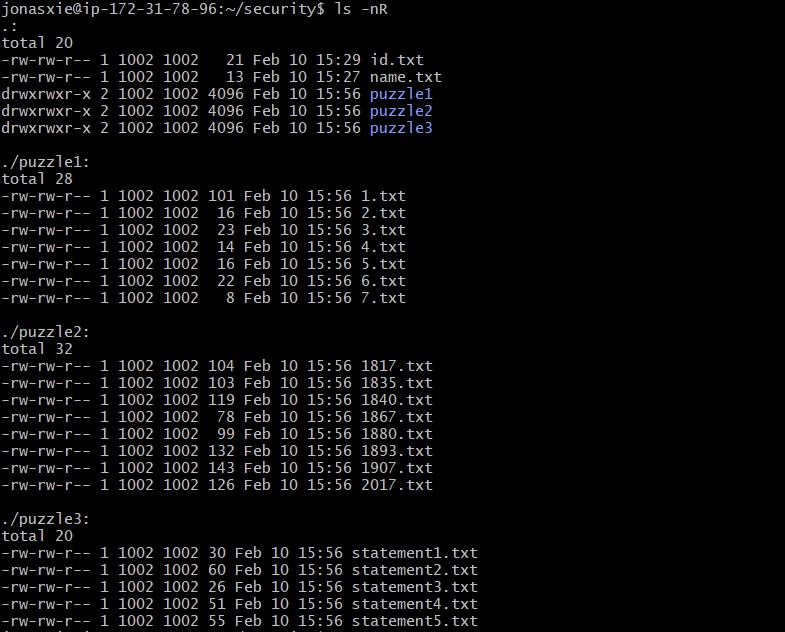 jonasxie@ip-172-31-78-96:~/security$ ls -nR
.:
total 20
-rw-rw-r-- 1 1002 1002   21 Feb 10 15:29 id.txt
-rw-rw-r-- 1 1002 1002   13 Feb 10 15:27 name.txt
drwxrwxr-x 2 1002 1002 4096 Feb 10 15:56 puzzle1
drwxrwxr-x 2 1002 1002 4096 Feb 10 15:56 puzzle2
drwxrwxr-x 2 1002 1002 4096 Feb 10 15:56 puzzle3

./puzzle1:
total 28
-rw-rw-r-- 1 1002 1002 101 Feb 10 15:56 1.txt
-rw-rw-r-- 1 1002 1002  16 Feb 10 15:56 2.txt
-rw-rw-r-- 1 1002 1002  23 Feb 10 15:56 3.txt
-rw-rw-r-- 1 1002 1002  14 Feb 10 15:56 4.txt
-rw-rw-r-- 1 1002 1002  16 Feb 10 15:56 5.txt
-rw-rw-r-- 1 1002 1002  22 Feb 10 15:56 6.txt
-rw-rw-r-- 1 1002 1002   8 Feb 10 15:56 7.txt

./puzzle2:
total 32
-rw-rw-r-- 1 1002 1002 104 Feb 10 15:56 1817.txt
-rw-rw-r-- 1 1002 1002 103 Feb 10 15:56 1835.txt
-rw-rw-r-- 1 1002 1002 119 Feb 10 15:56 1840.txt
-rw-rw-r-- 1 1002 1002  78 Feb 10 15:56 1867.txt
-rw-rw-r-- 1 1002 1002  99 Feb 10 15:56 1880.txt
-rw-rw-r-- 1 1002 1002 132 Feb 10 15:56 1893.txt
-rw-rw-r-- 1 1002 1002 143 Feb 10 15:56 1907.txt
-rw-rw-r-- 1 1002 1002 126 Feb 10 15:56 2017.txt

./puzzle3:
total 20
-rw-rw-r-- 1 1002 1002 30 Feb 10 15:56 statement1.txt
-rw-rw-r-- 1 1002 1002 60 Feb 10 15:56 statement2.txt
-rw-rw-r-- 1 1002 1002 26 Feb 10 15:56 statement3.txt
-rw-rw-r-- 1 1002 1002 51 Feb 10 15:56 statement4.txt
-rw-rw-r-- 1 1002 1002 55 Feb 10 15:56 statement5.txt